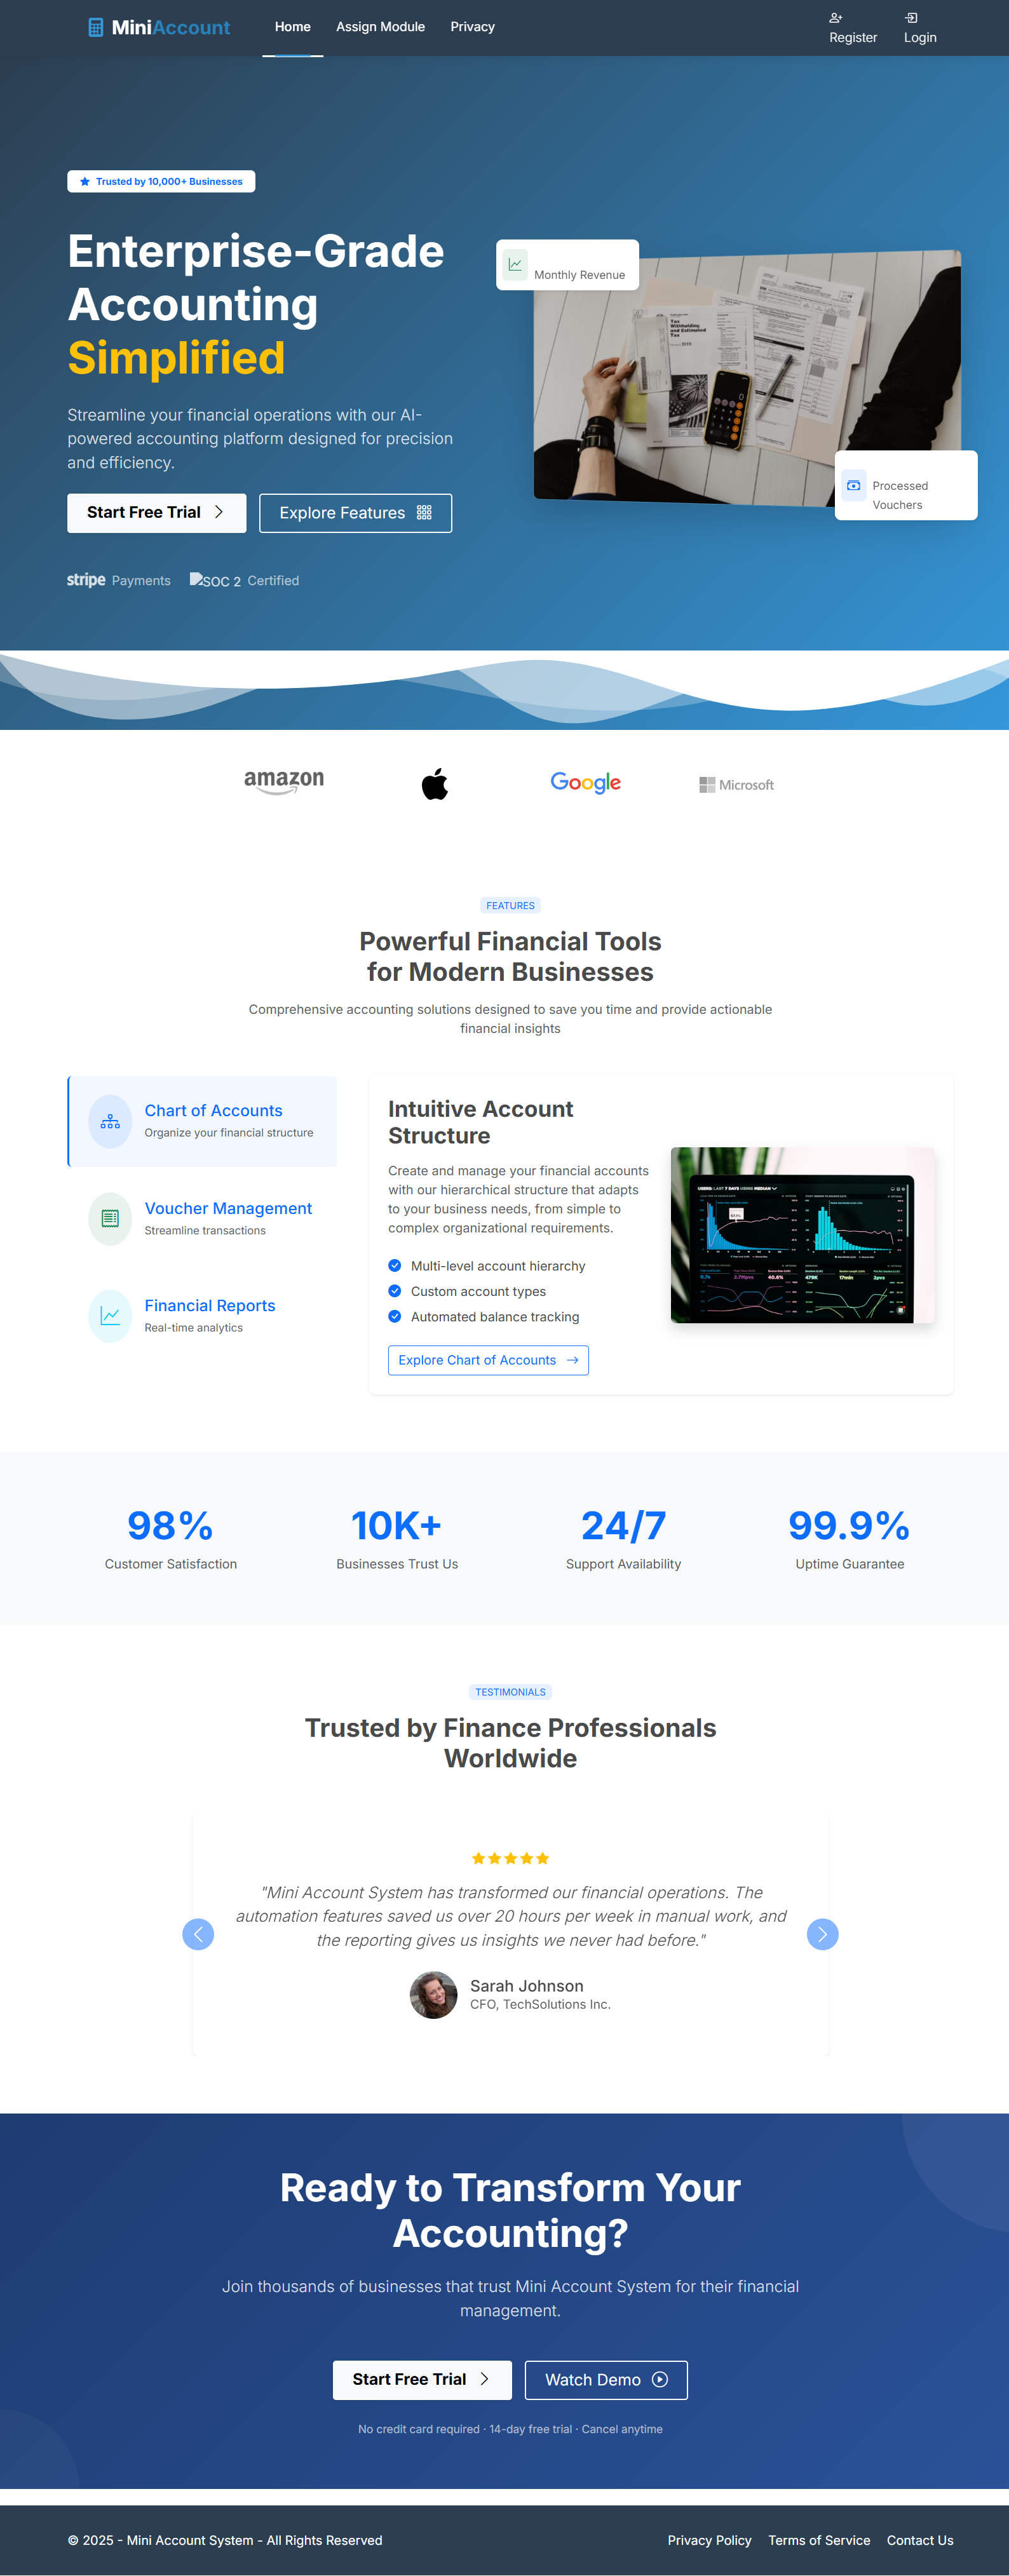 MiniAccount
Home
Assign Module
Privacy
Register
Login
Trusted by 10,000+ Businesses
Enterprise-Grade
Accounting
Simplified
Streamline your financial operations with our AI-
powered accounting platform designed for precision
and efficiency.
Start Free Trial
Explore Features
stripe Payments
SOC 2 Certified
Monthly Revenue
Tax
Withholding
and Estimated
Tax
Processed
Vouchers
amazon
Google
Microsoft
FEATURES
Powerful Financial Tools
for Modern Businesses
Comprehensive accounting solutions designed to save you time and provide actionable
financial insights
Chart of Accounts
Organize your financial structure
Voucher Management
Streamline transactions
Financial Reports
Real-time analytics
Intuitive Account
Structure
Create and manage your financial accounts
with our hierarchical structure that adapts
to your business needs, from simple to
complex organizational requirements.
Multi-level account hierarchy
Custom account types
Automated balance tracking
Explore Chart of Accounts
USERS: LAST 7 DAYS USING MEDIAN
98%
Customer Satisfaction
10K+
Businesses Trust Us
24/7
Support Availability
99.9%
Uptime Guarantee
TESTIMONIALS
Trusted by Finance Professionals
Worldwide
"Mini Account System has transformed our financial operations. The
automation features saved us over 20 hours per week in manual work, and
the reporting gives us insights we never had before."
Sarah Johnson
CFO, TechSolutions Inc.
Ready to Transform Your
Accounting?
Join thousands of businesses that trust Mini Account System for their financial
management.
Start Free Trial
Watch Demo
No credit card required · 14-day free trial · Cancel anytime
© 2025 - Mini Account System - All Rights Reserved
Privacy Policy
Terms of Service
Contact Us